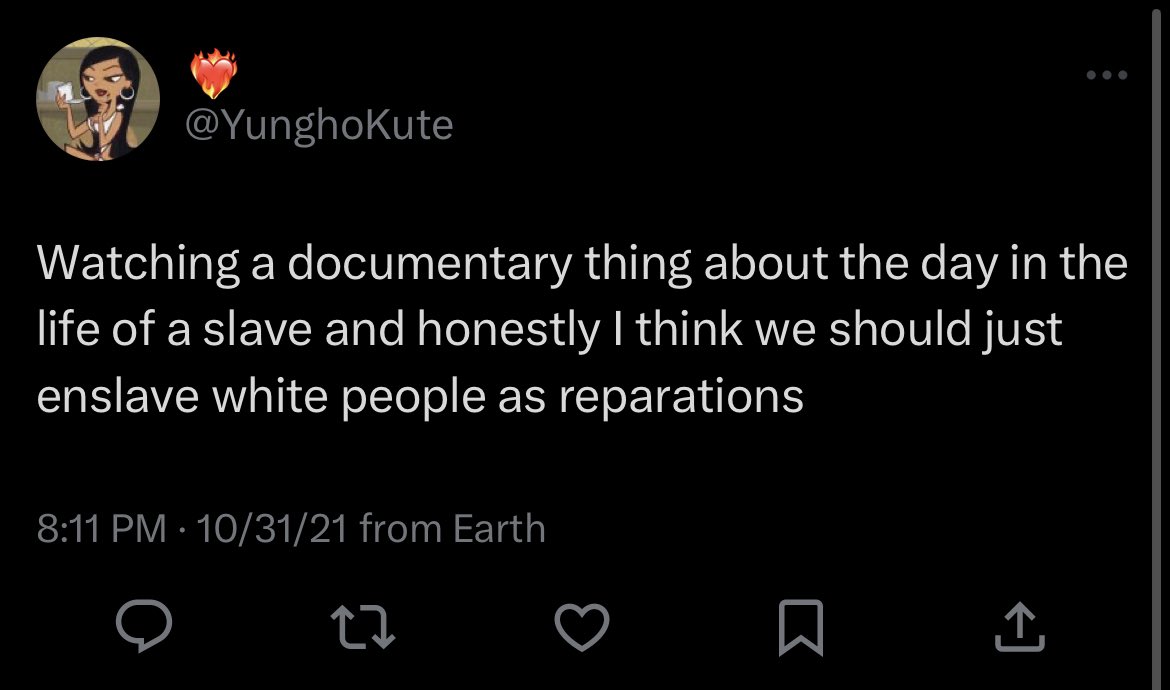 ❤️‍🔥
@YunghoKute
Watching a documentary thing about the day in the
life of a slave and honestly I think we should just
enslave white people as reparations
8:11 PM · 10/31/21 from Earth